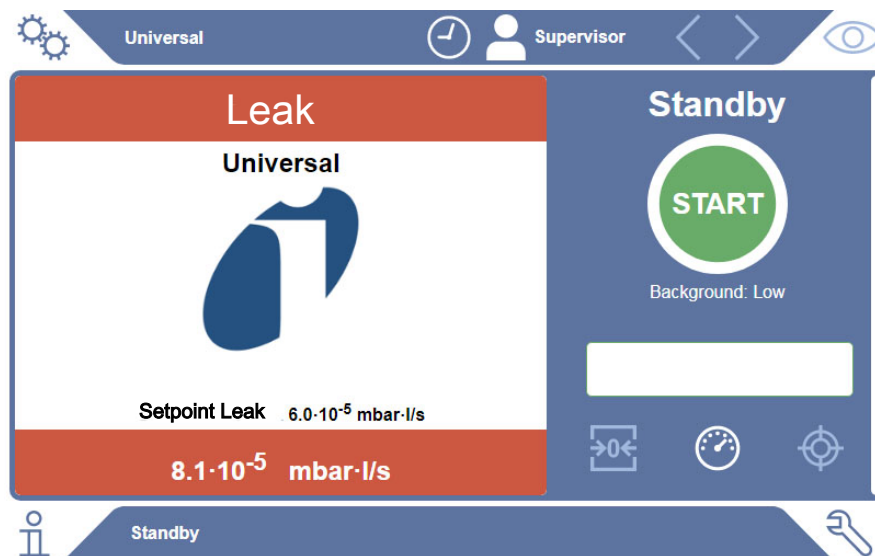 Universal
Supervisor
Leak
Universal
Setpoint Leak 6.0·10⁻⁵ mbar·l/s
8.1·10⁻⁵ mbar·l/s
Standby
START
Background: Low
→0←
Standby